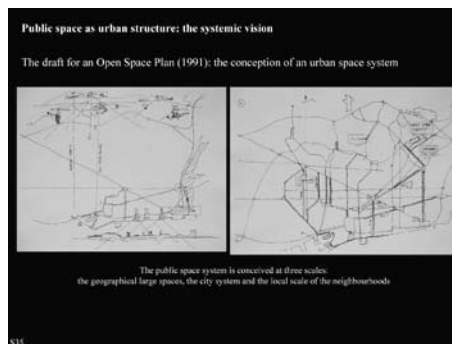 Public space as urban structure: the systemic vision
The draft for an Open Space Plan (1991): the conception of an urban space system
The public space system is conceived at three scales:
the geographical large spaces, the city system and the local scale of the neighbourhoods
S35